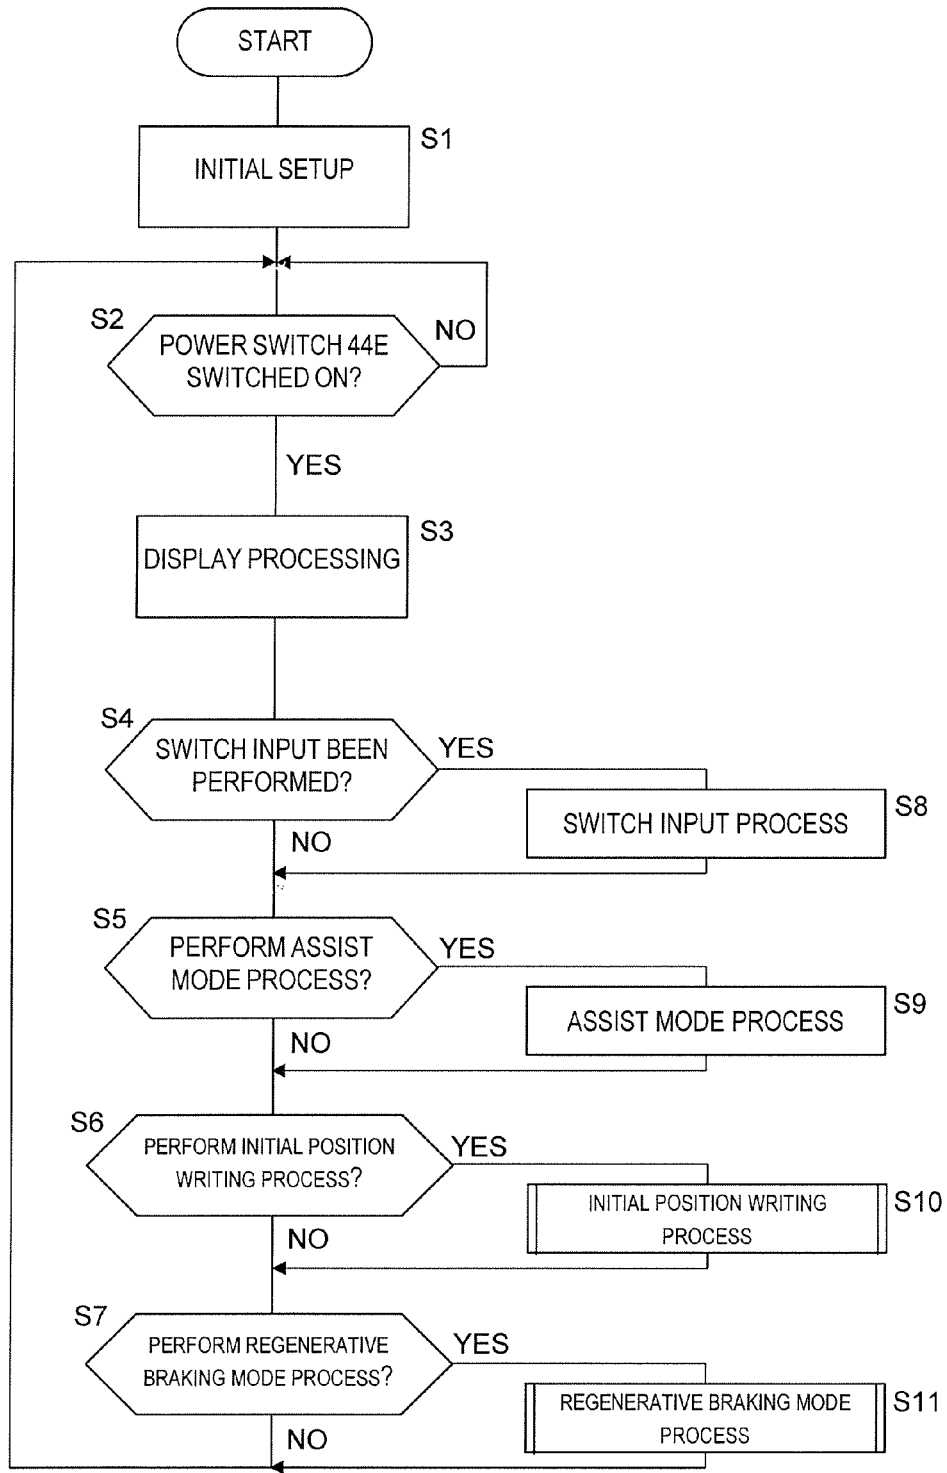 START
S1
INITIAL SETUP
S2
POWER SWITCH 44E
SWITCHED ON?
NO
YES
S3
DISPLAY PROCESSING
S4
SWITCH INPUT BEEN
PERFORMED?
YES
S8
SWITCH INPUT PROCESS
NO
S5
PERFORM ASSIST
MODE PROCESS?
YES
S9
ASSIST MODE PROCESS
NO
S6
PERFORM INITIAL POSITION
WRITING PROCESS?
YES
S10
INITIAL POSITION WRITING
PROCESS
NO
S7
PERFORM REGENERATIVE
BRAKING MODE PROCESS?
YES
S11
REGENERATIVE BRAKING MODE
PROCESS
NO